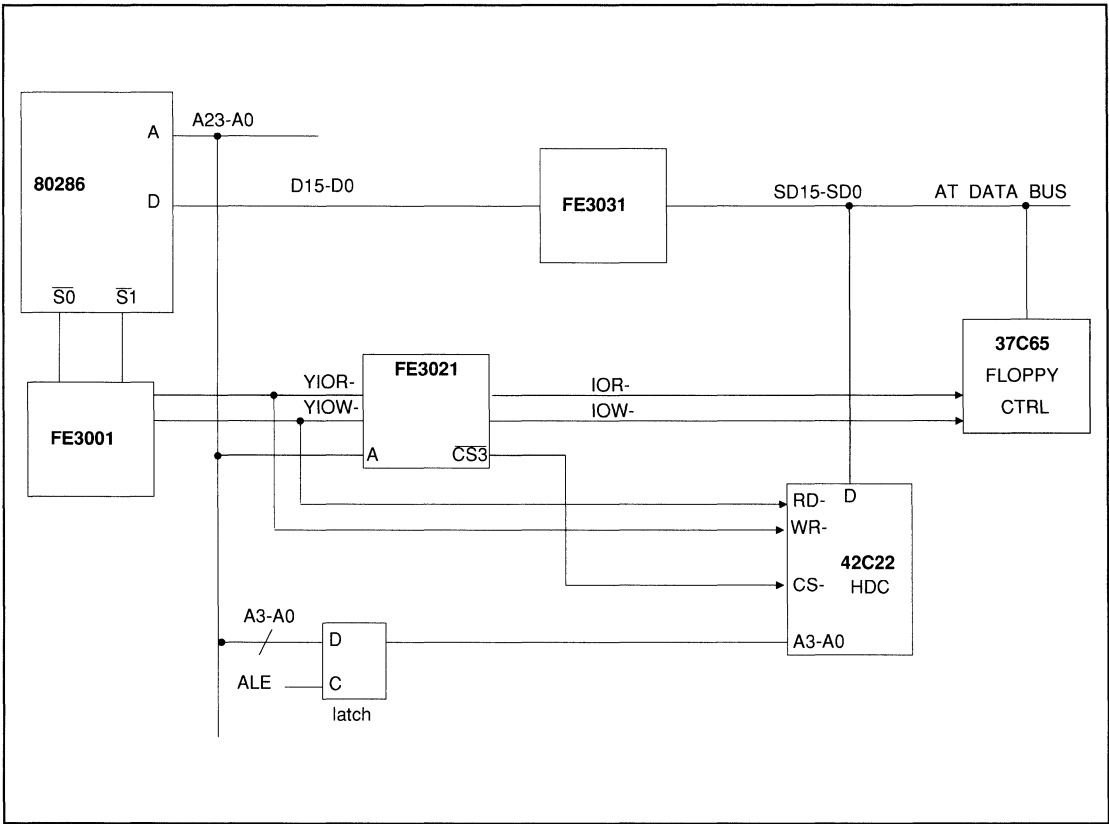 A23-A0
A
80286
D15-D0
D
S0
S1
FE3031
SD15-SD0
AT DATA BUS
37C65
FLOPPY
CTRL
FE3001
YIOR-
YIOW-
FE3021
A
CS3
IOR-
IOW-
D
RD-
WR-
42C22
HDC
CS-
A3-A0
A3-A0
D
ALE
C
latch